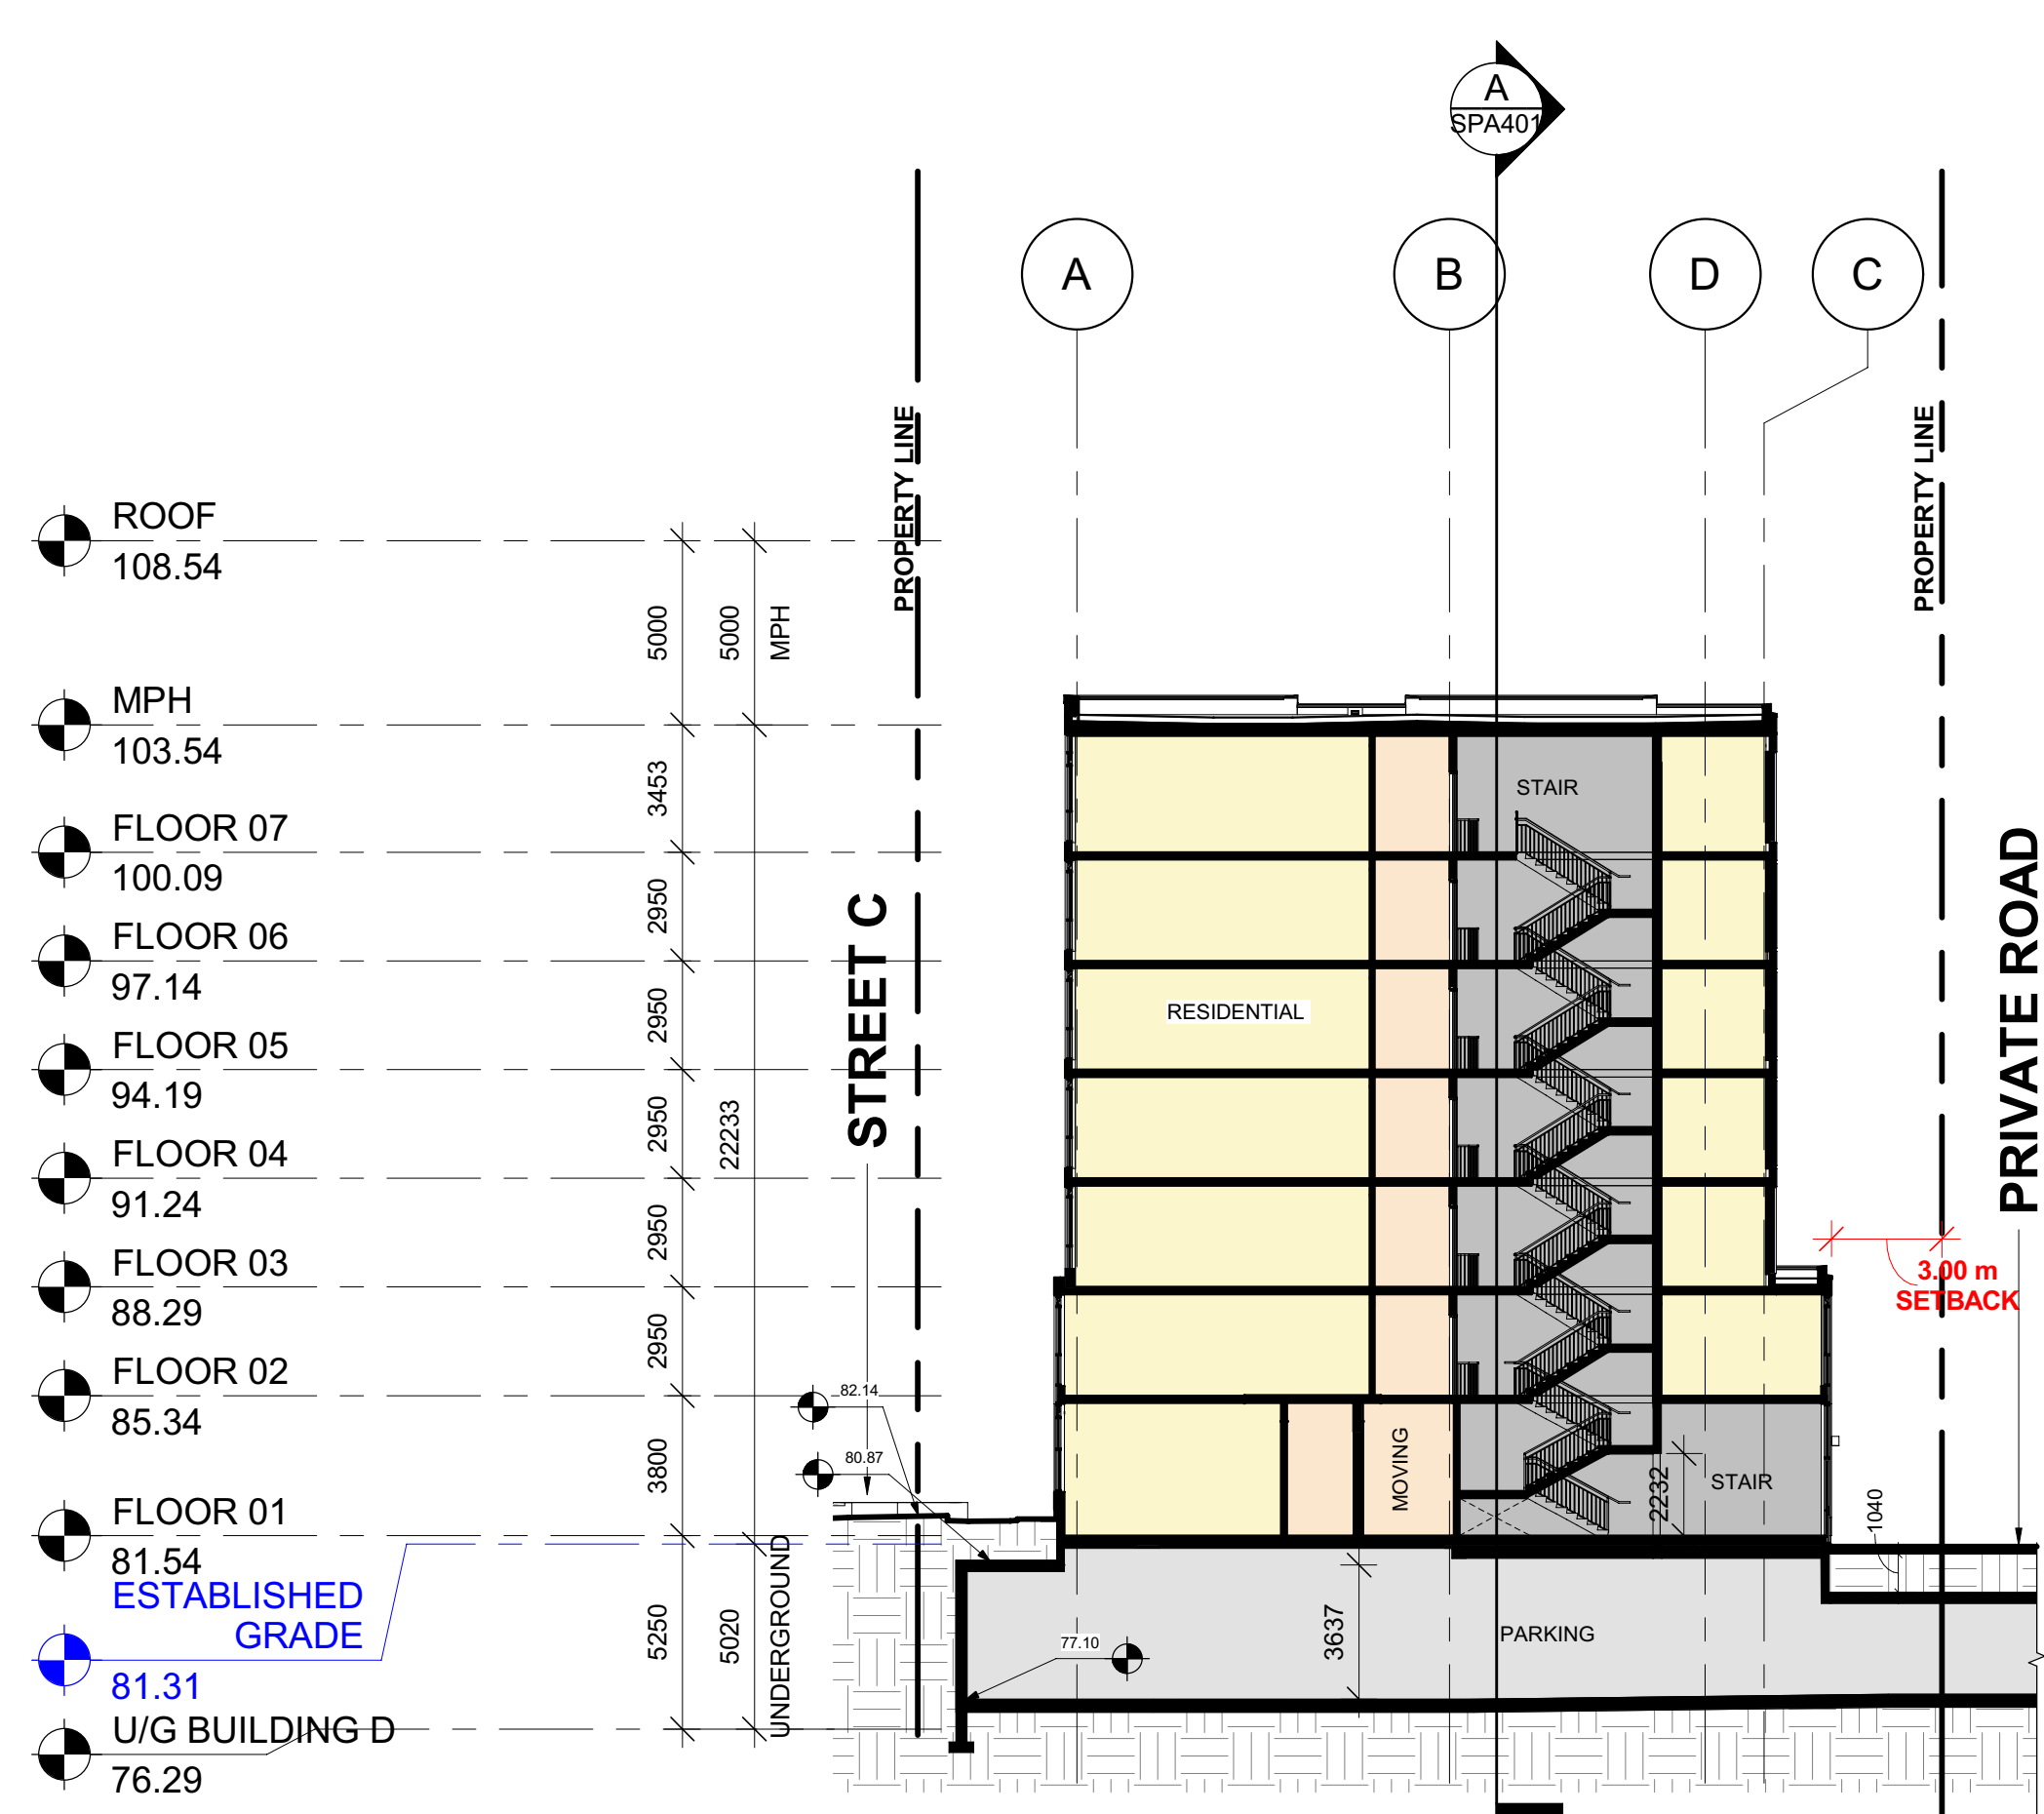 A
SPA401
A
B
D
C
PROPERTY LINE
PROPERTY LINE
ROOF
108.54
MPH
103.54
FLOOR 07
100.09
FLOOR 06
97.14
FLOOR 05
94.19
FLOOR 04
91.24
FLOOR 03
88.29
FLOOR 02
85.34
FLOOR 01
81.54
ESTABLISHED
GRADE
81.31
U/G BUILDING D
76.29
5000
3453
2950
2950
2950
2950
2950
3800
5250
5000
22233
5020
MPH
UNDERGROUND
STREET C
82.14
80.87
77.10
STAIR
RESIDENTIAL
MOVING
2232
STAIR
3637
PARKING
1040
3.00 m
SETBACK
PRIVATE ROAD